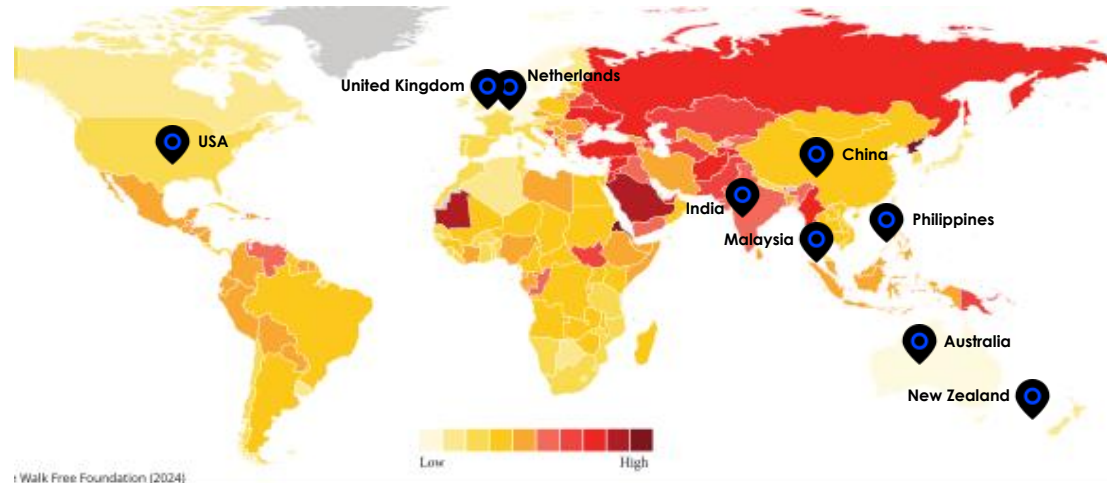 United Kingdom
Netherlands
USA
China
India
Philippines
Malaysia
Australia
New Zealand
Low
High
Walk Free Foundation (2024)